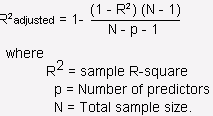 R²adjusted = 1- (1 - R²) (N - 1)
N - p - 1
where
R² = sample R-square
p = Number of predictors
N = Total sample size.